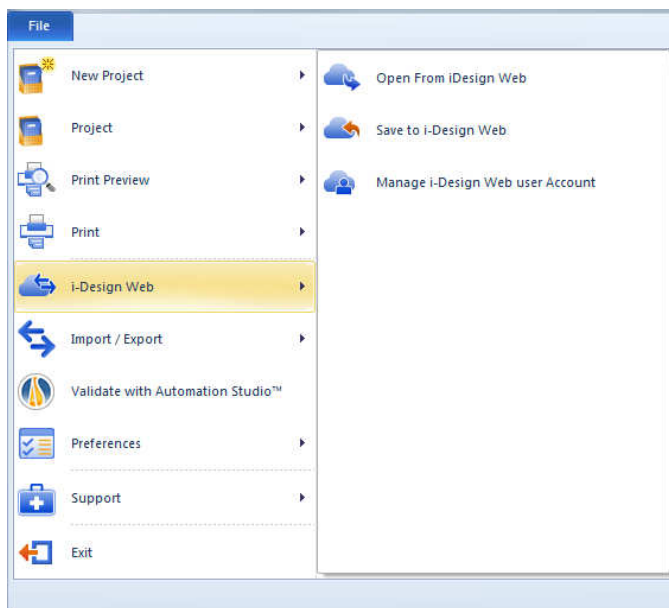 File
New Project
Project
Print Preview
Print
i-Design Web
Import / Export
Validate with Automation Studio™
Preferences
Support
Exit
Open From iDesign Web
Save to i-Design Web
Manage i-Design Web user Account